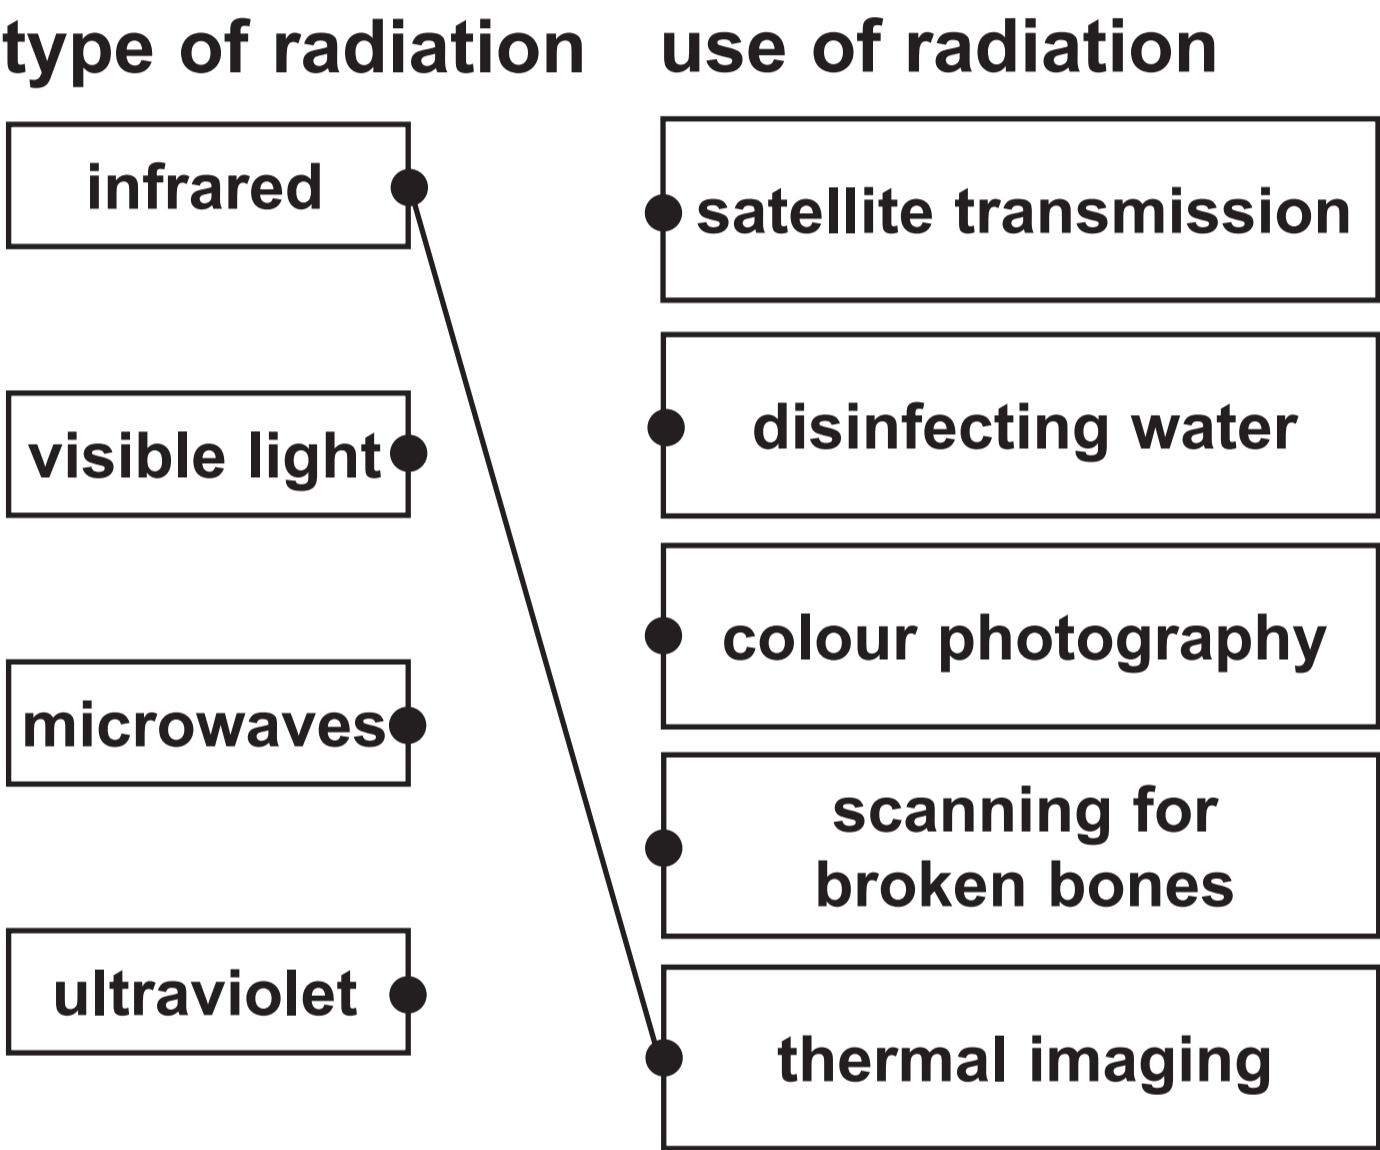 type of radiation
use of radiation
infrared
satellite transmission
visible light
disinfecting water
colour photography
microwaves
scanning for
broken bones
ultraviolet
thermal imaging